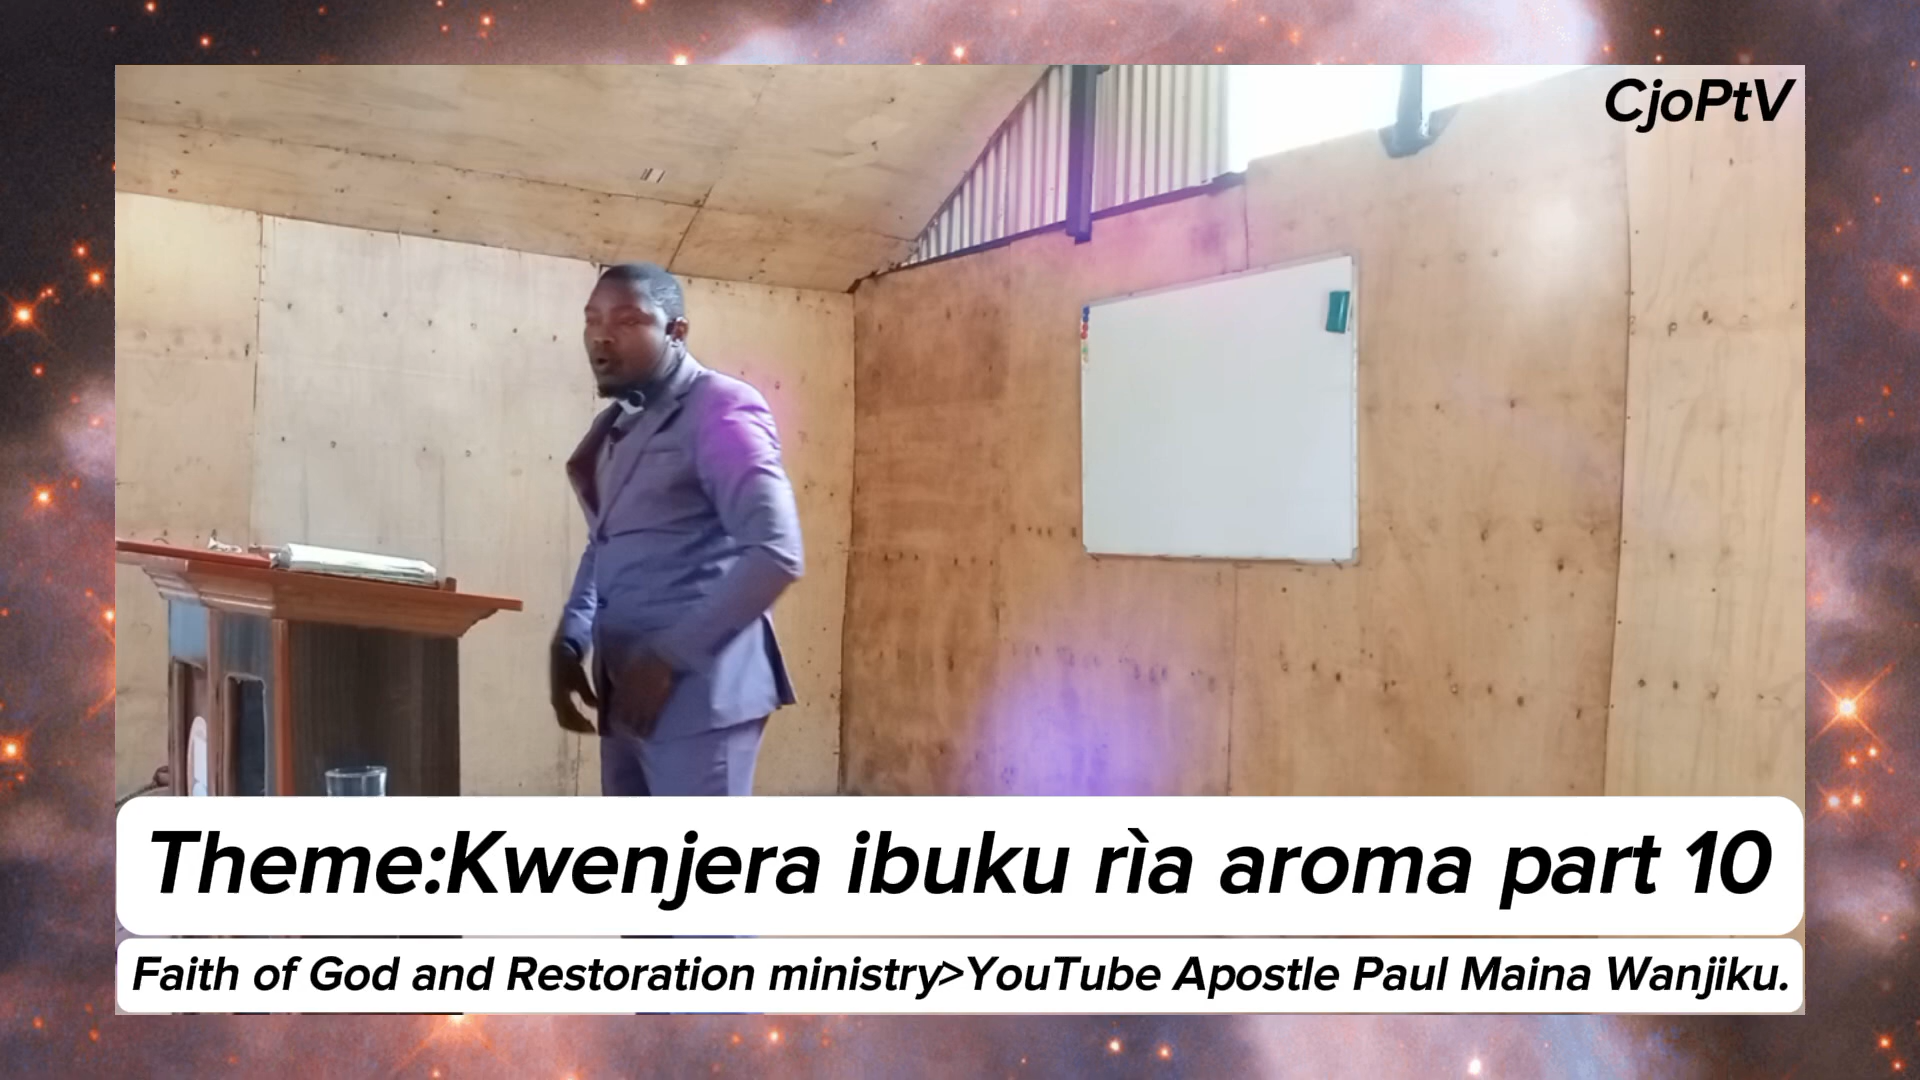 CjoPtV
Theme:Kwenjera ibuku rìa aroma part 10
Faith of God and Restoration ministry>YouTube Apostle Paul Maina Wanjiku.